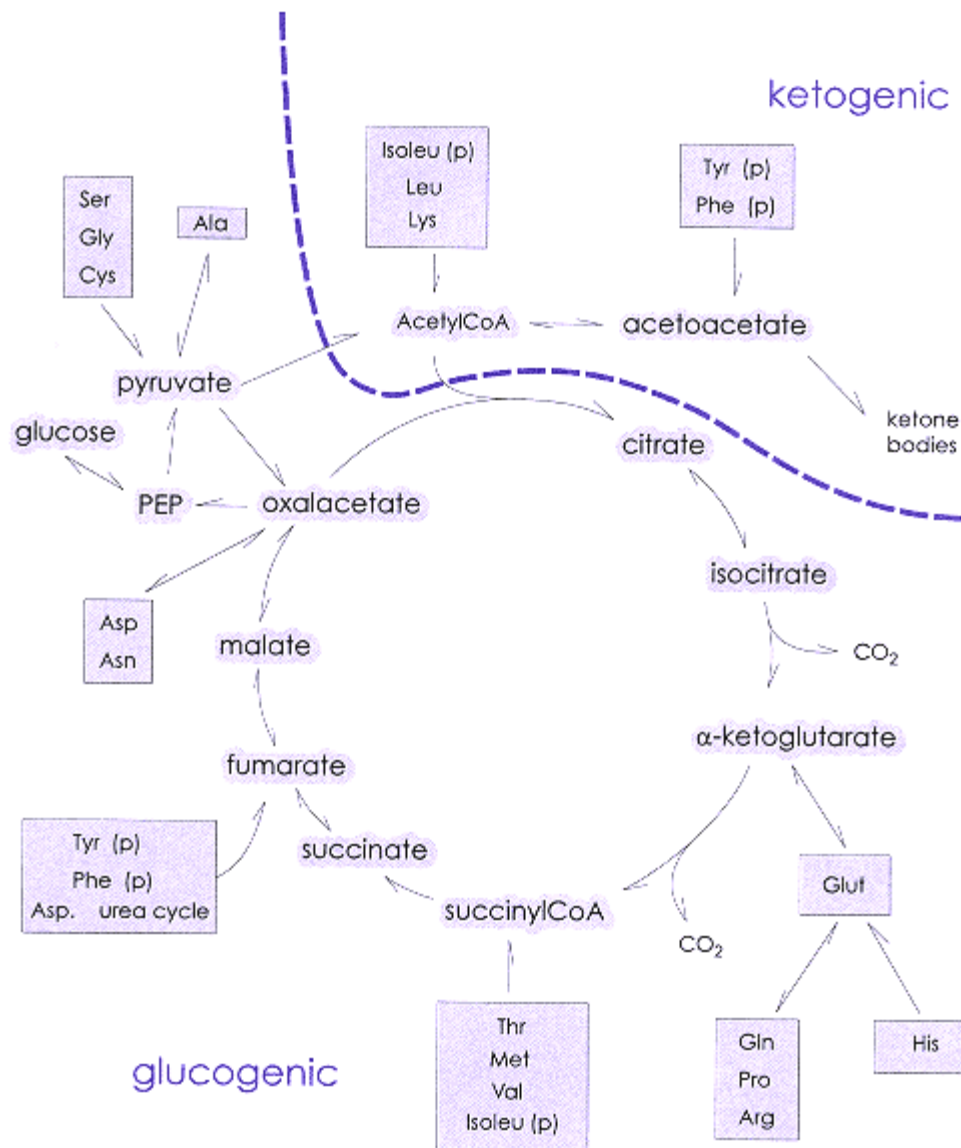 ketogenic
Isoleu (p)
Leu
Lys
Tyr (p)
Phe (p)
Ser
Gly
Cys
Ala
AcetylCoA
acetoacetate
pyruvate
glucose
ketone
bodies
citrate
PEP
oxalacetate
isocitrate
Asp
Asn
malate
CO₂
α-ketoglutarate
fumarate
Tyr (p)
Phe (p)
Asp. urea cycle
succinate
succinylCoA
Glut
CO₂
Thr
Met
Val
Isoleu (p)
Gln
Pro
Arg
His
glucogenic